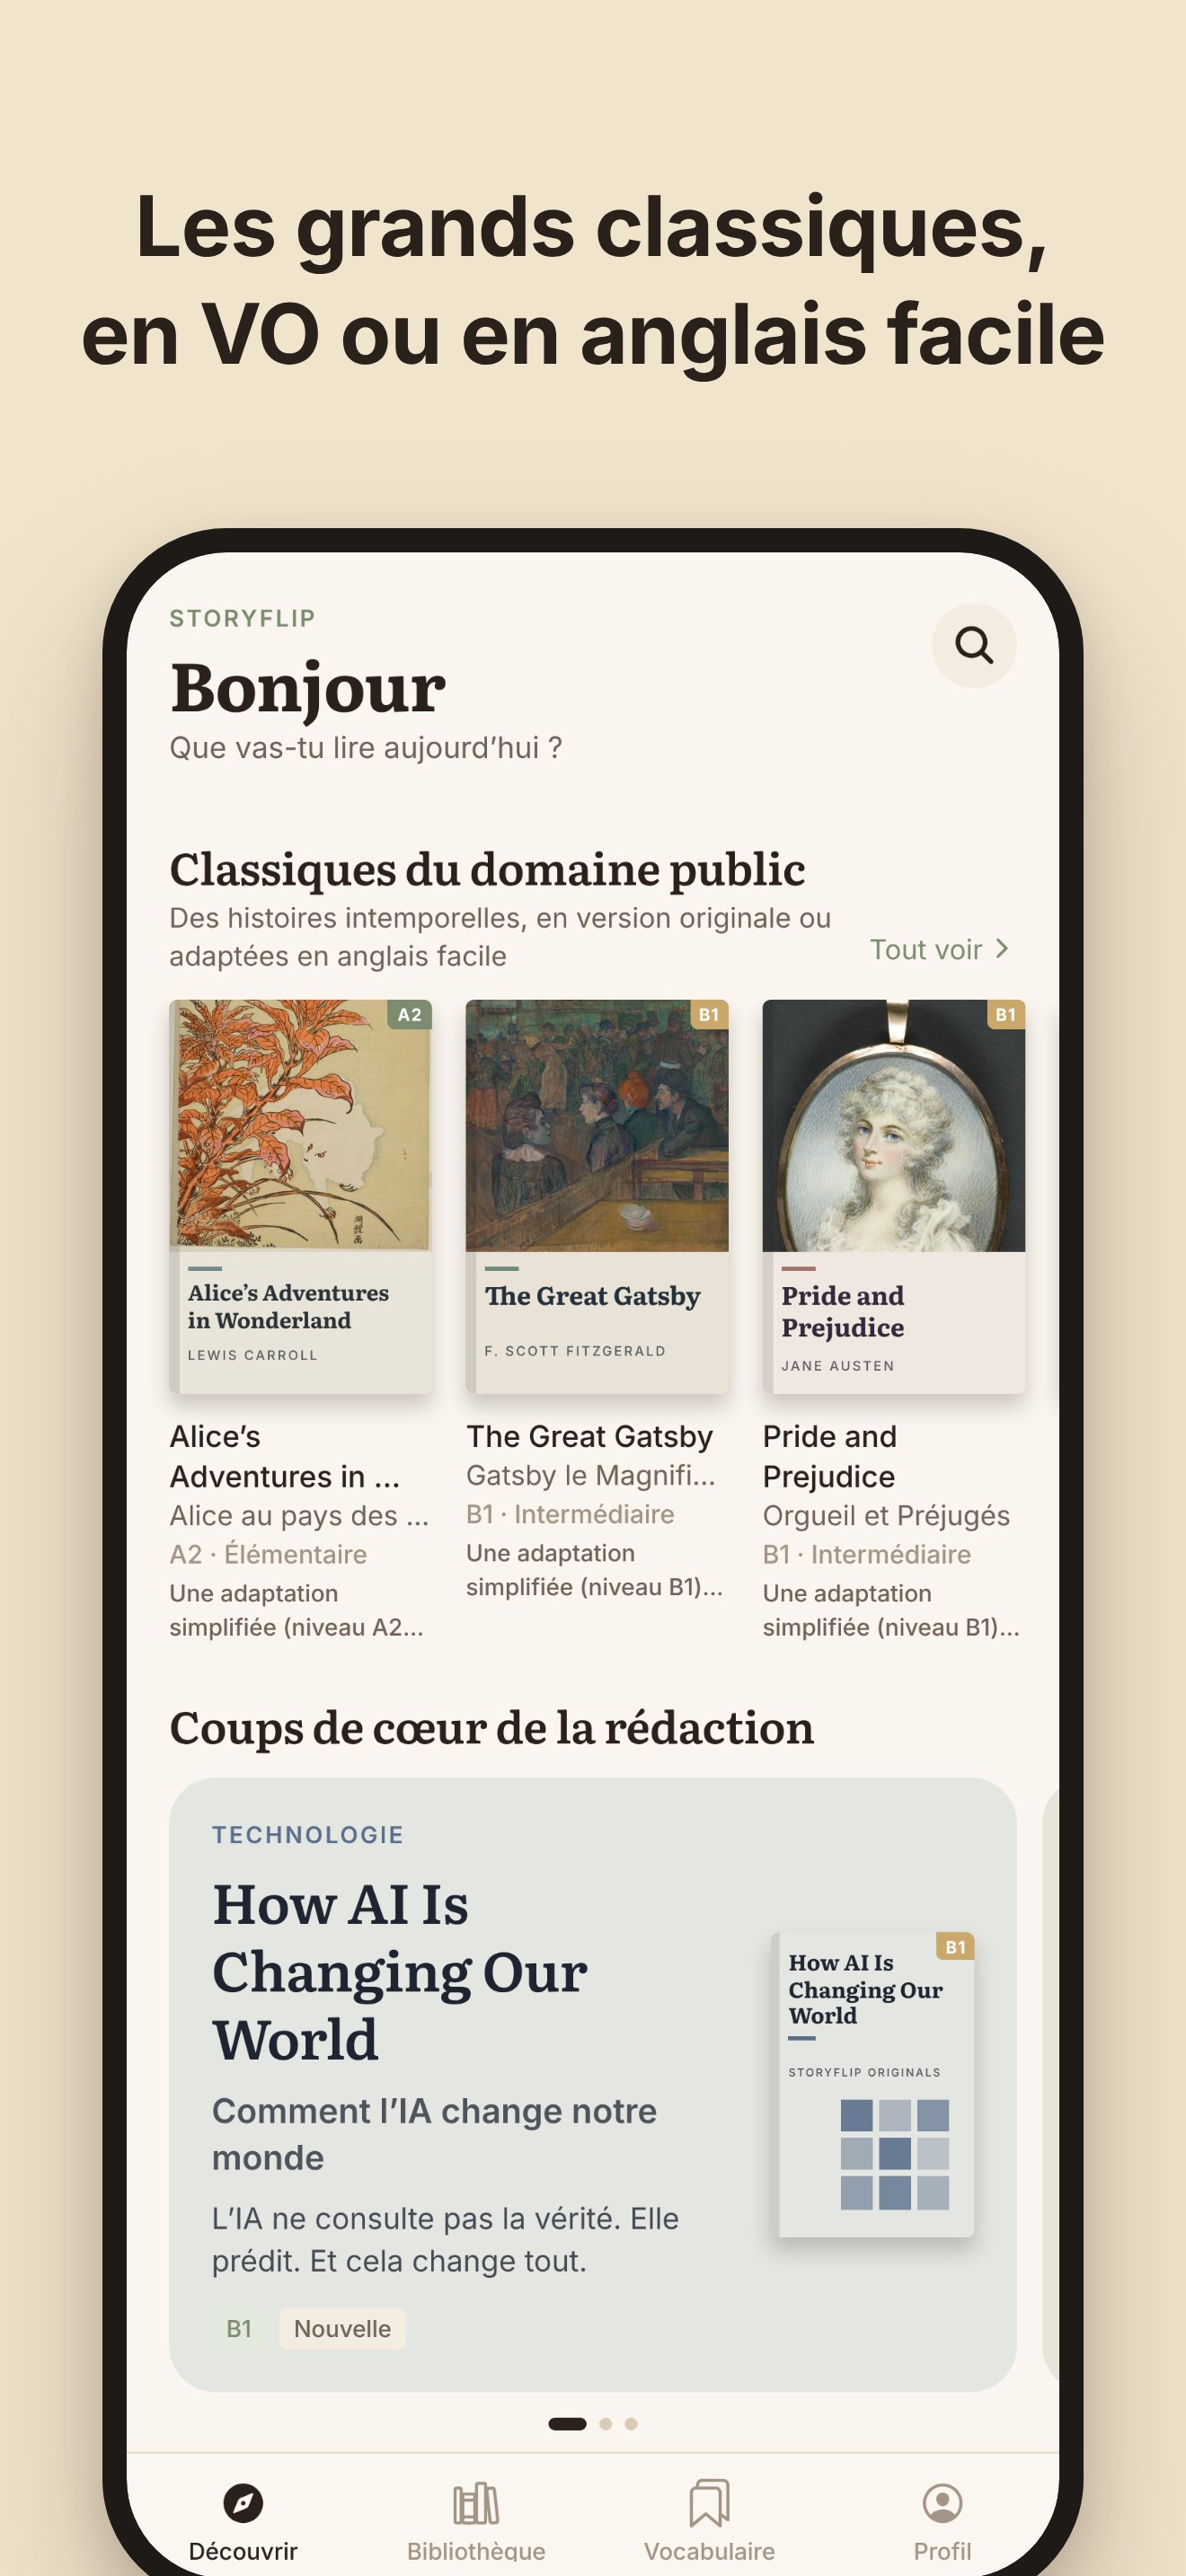 Les grands classiques,
en VO ou en anglais facile
STORYFLIP
Bonjour
Que vas-tu lire aujourd’hui ?
Classiques du domaine public
Des histoires intemporelles, en version originale ou
adaptées en anglais facile
Tout voir
A2
Alice’s Adventures
in Wonderland
LEWIS CARROLL
B1
The Great Gatsby
F. SCOTT FITZGERALD
B1
Pride and
Prejudice
JANE AUSTEN
Alice’s
Adventures in ...
Alice au pays des ...
A2 · Élémentaire
Une adaptation
simplifiée (niveau A2...
The Great Gatsby
Gatsby le Magnifi...
B1 · Intermédiaire
Une adaptation
simplifiée (niveau B1)...
Pride and
Prejudice
Orgueil et Préjugés
B1 · Intermédiaire
Une adaptation
simplifiée (niveau B1)...
Coups de cœur de la rédaction
TECHNOLOGIE
How AI Is
Changing Our
World
Comment l’IA change notre
monde
L’IA ne consulte pas la vérité. Elle
prédit. Et cela change tout.
B1
Nouvelle
B1
How AI Is
Changing Our
World
STORYFLIP ORIGINALS
Découvrir
Bibliothèque
Vocabulaire
Profil